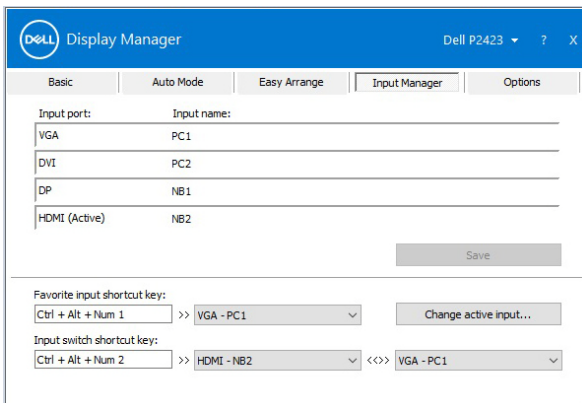 DELL Display Manager Dell P2423 ? X
Basic Auto Mode Easy Arrange Input Manager Options
Input port: Input name:
VGA PC1
DVI PC2
DP NB1
HDMI (Active) NB2
Save
Favorite input shortcut key:
Ctrl + Alt + Num 1 >> VGA - PC1 Change active input...
Input switch shortcut key:
Ctrl + Alt + Num 2 >> HDMI - NB2 <<>> VGA - PC1